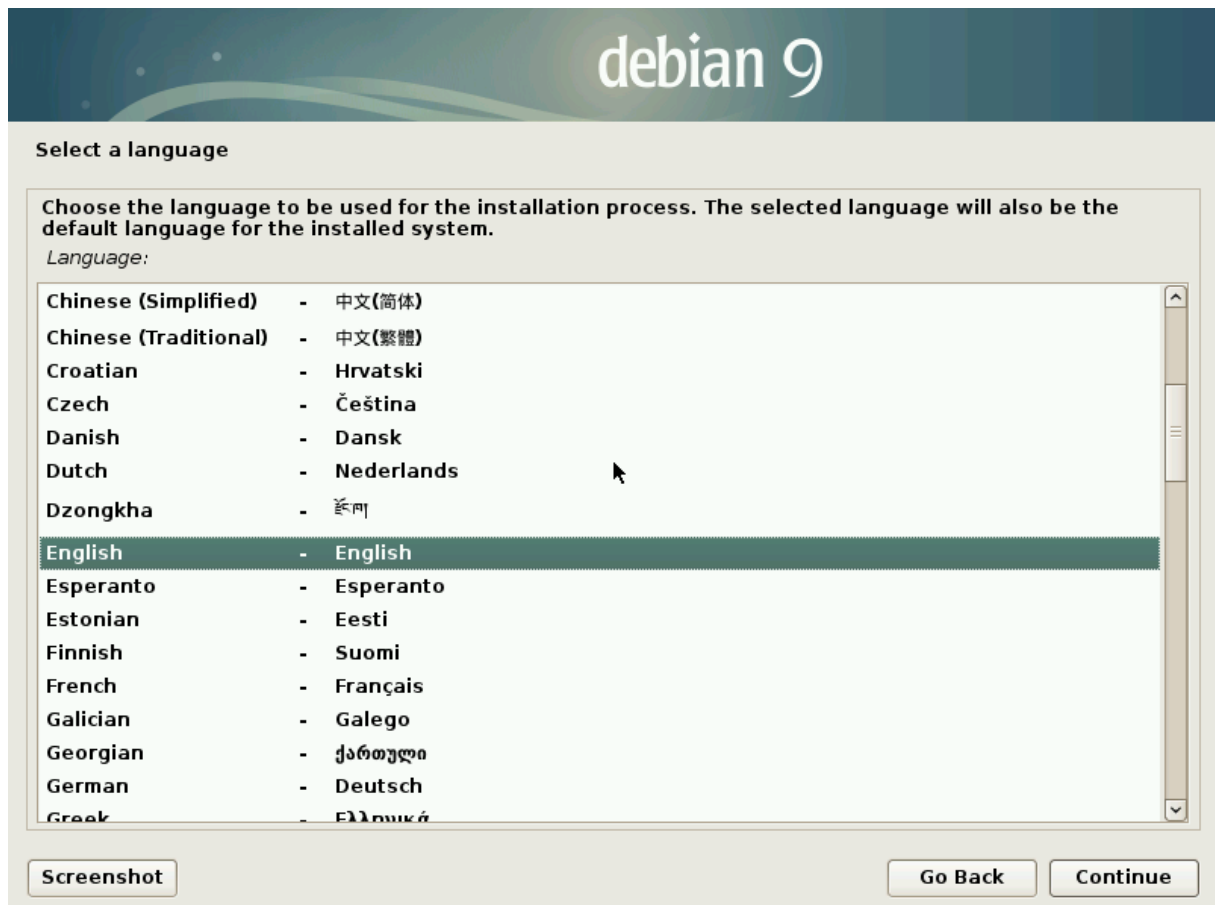 debian 9
Select a language
Choose the language to be used for the installation process. The selected language will also be the
default language for the installed system.
Language:
Chinese (Simplified) - 中文(简体)
Chinese (Traditional) - 中文(繁體)
Croatian - Hrvatski
Czech - Čeština
Danish - Dansk
Dutch - Nederlands
Dzongkha - རྫོང་ཁ།
English - English
Esperanto - Esperanto
Estonian - Eesti
Finnish - Suomi
French - Français
Galician - Galego
Georgian - ქართული
German - Deutsch
Greek - Ελληνικά
Screenshot Go Back Continue